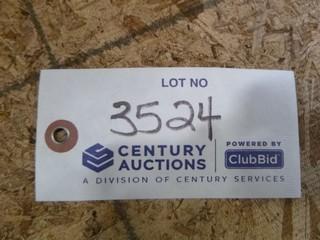 LOT NO
3524
CENTURY
AUCTIONS
POWERED BY
ClubBid
A DIVISION OF CENTURY SERVICES